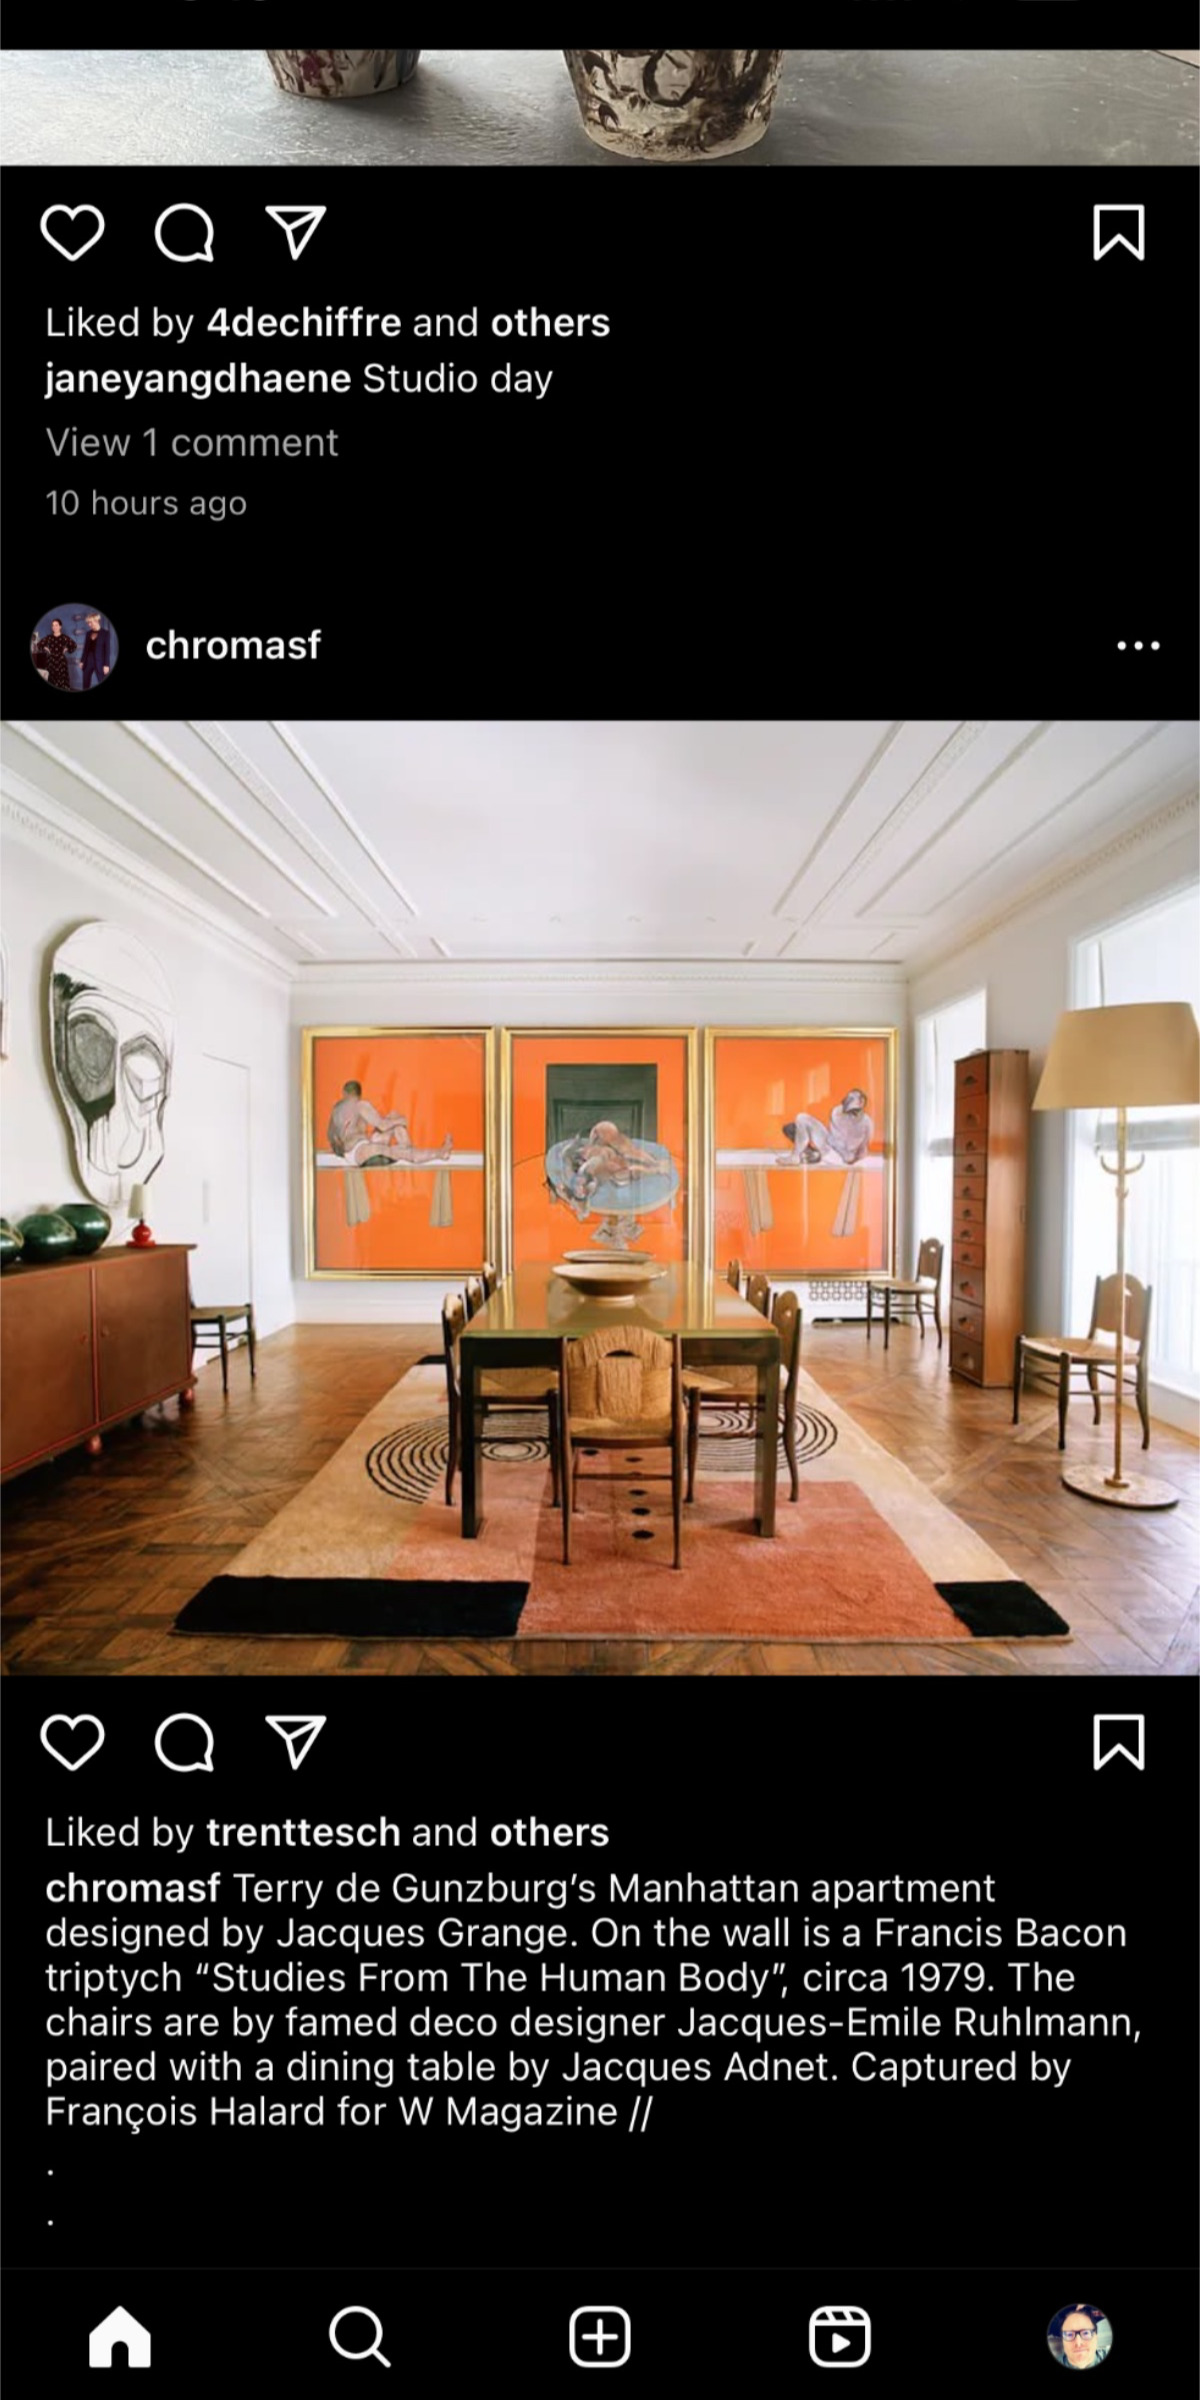 Liked by 4dechiffre and others
janeyangdhaene Studio day
View 1 comment
10 hours ago
chromasf
Liked by trenttesch and others
chromasf Terry de Gunzburg’s Manhattan apartment
designed by Jacques Grange. On the wall is a Francis Bacon
triptych “Studies From The Human Body”, circa 1979. The
chairs are by famed deco designer Jacques-Emile Ruhlmann,
paired with a dining table by Jacques Adnet. Captured by
François Halard for W Magazine //
.
.